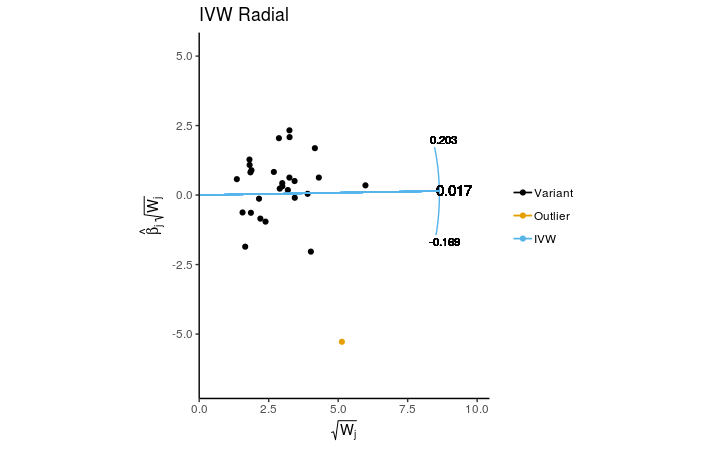 IVW Radial
5.0
2.5
0.0
-2.5
-5.0
β̂ⱼ√Wⱼ
0.203
0.017
-0.169
Variant
Outlier
IVW
0.0
2.5
5.0
7.5
10.0
√Wⱼ